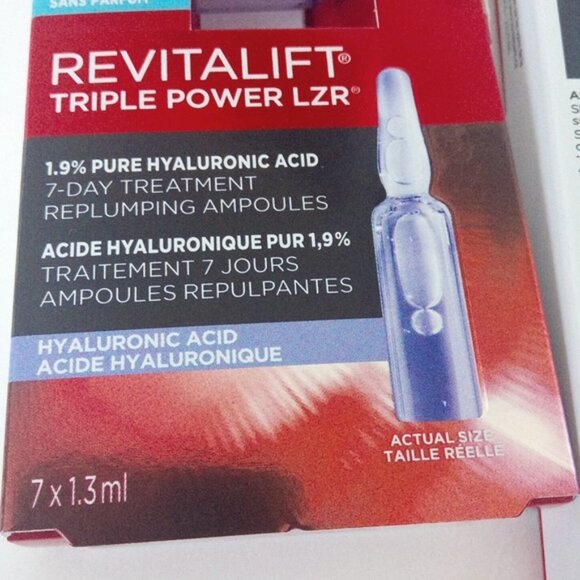 SANS PARFUM
REVITALIFT®
TRIPLE POWER LZR®
1.9% PURE HYALURONIC ACID
7-DAY TREATMENT
REPLUMPING AMPOULES
ACIDE HYALURONIQUE PUR 1,9%
TRAITEMENT 7 JOURS
AMPOULES REPULPANTES
HYALURONIC ACID
ACIDE HYALURONIQUE
ACTUAL SIZE
TAILLE RÉELLE
7 x 1.3ml